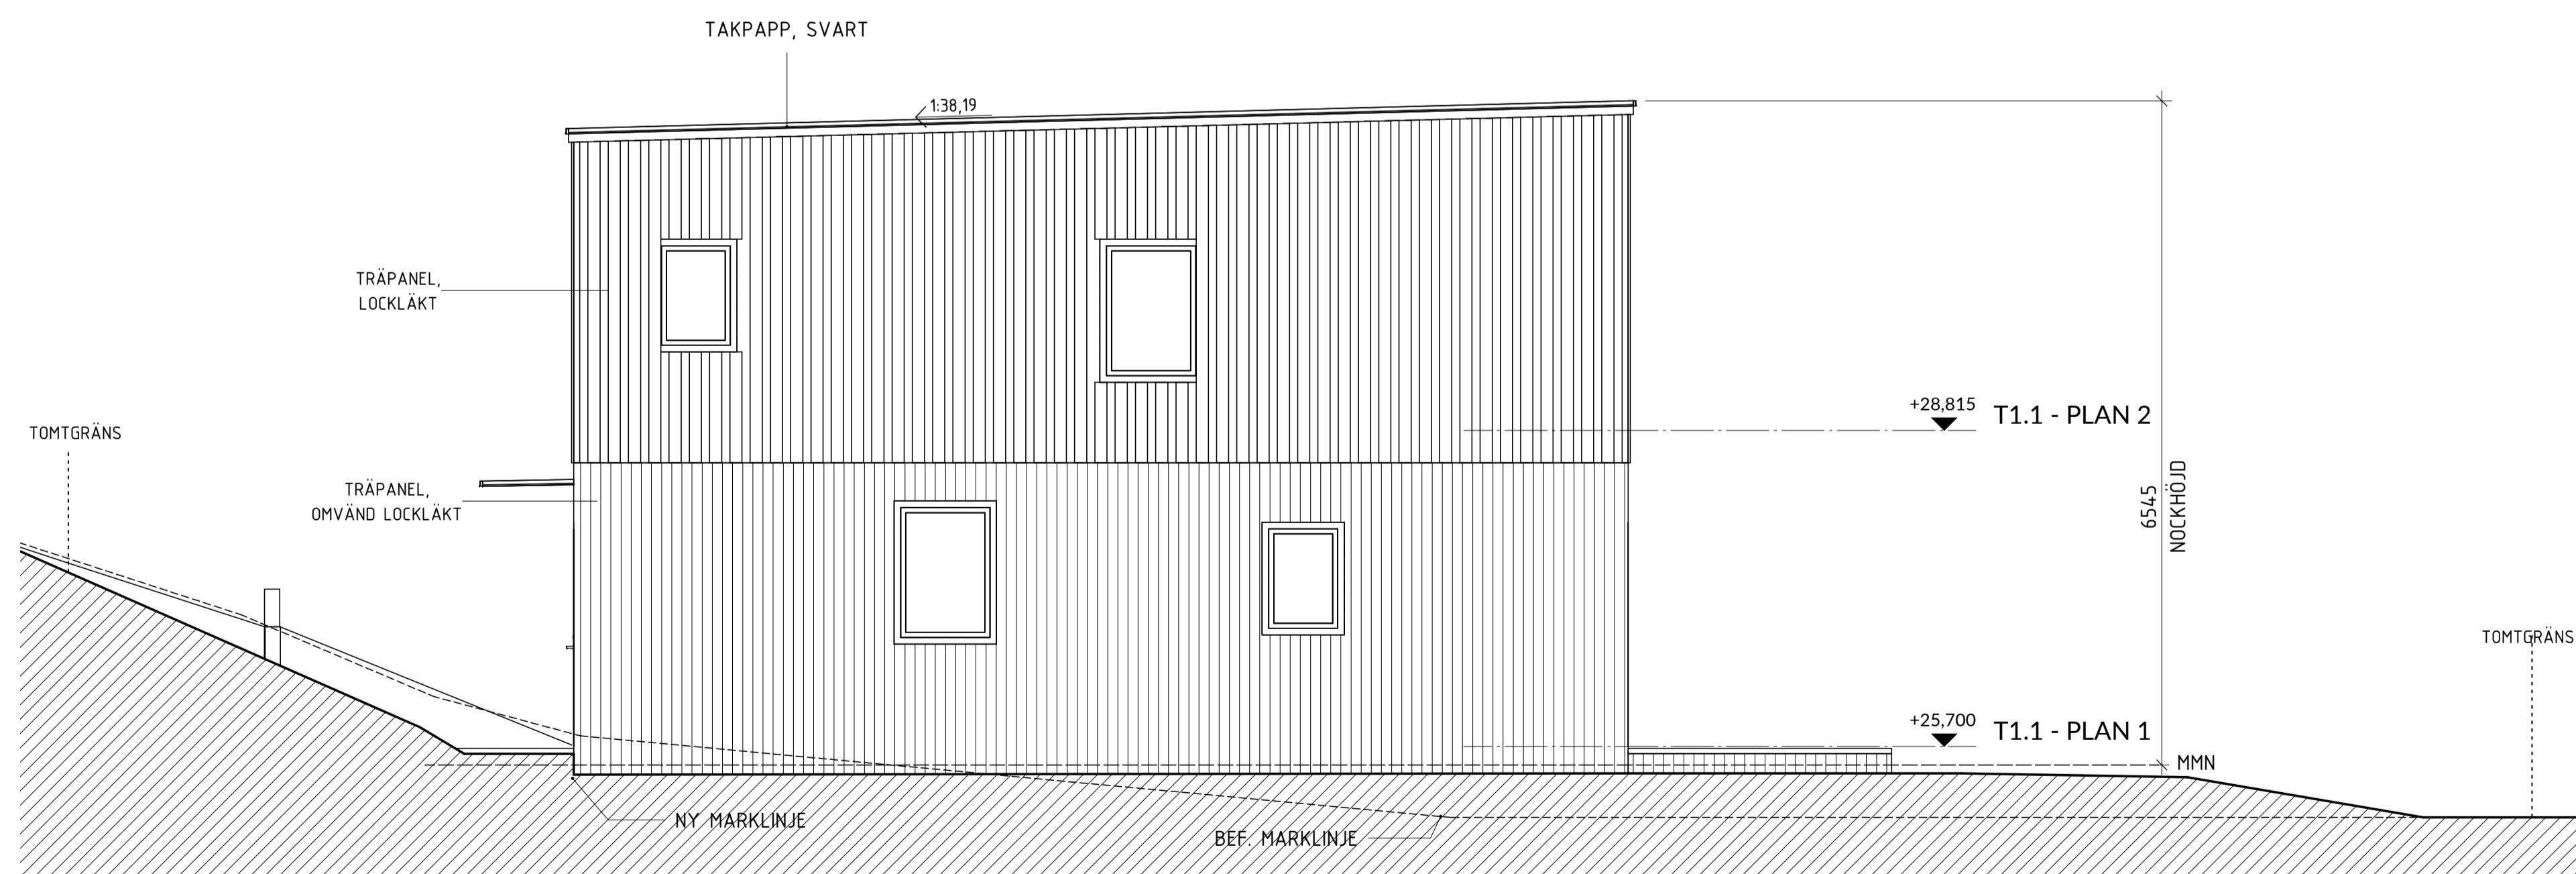 TAKPAPP, SVART
1:38,19
TRÄPANEL,
LOCKLÄKT
+28,815
T1.1 - PLAN 2
TOMTGRÄNS
TRÄPANEL,
OMVÄND LOCKLÄKT
6545
NOCKHÖJD
TOMTGRÄNS
+25,700
T1.1 - PLAN 1
MMN
NY MARKLINJE
BEF. MARKLINJE